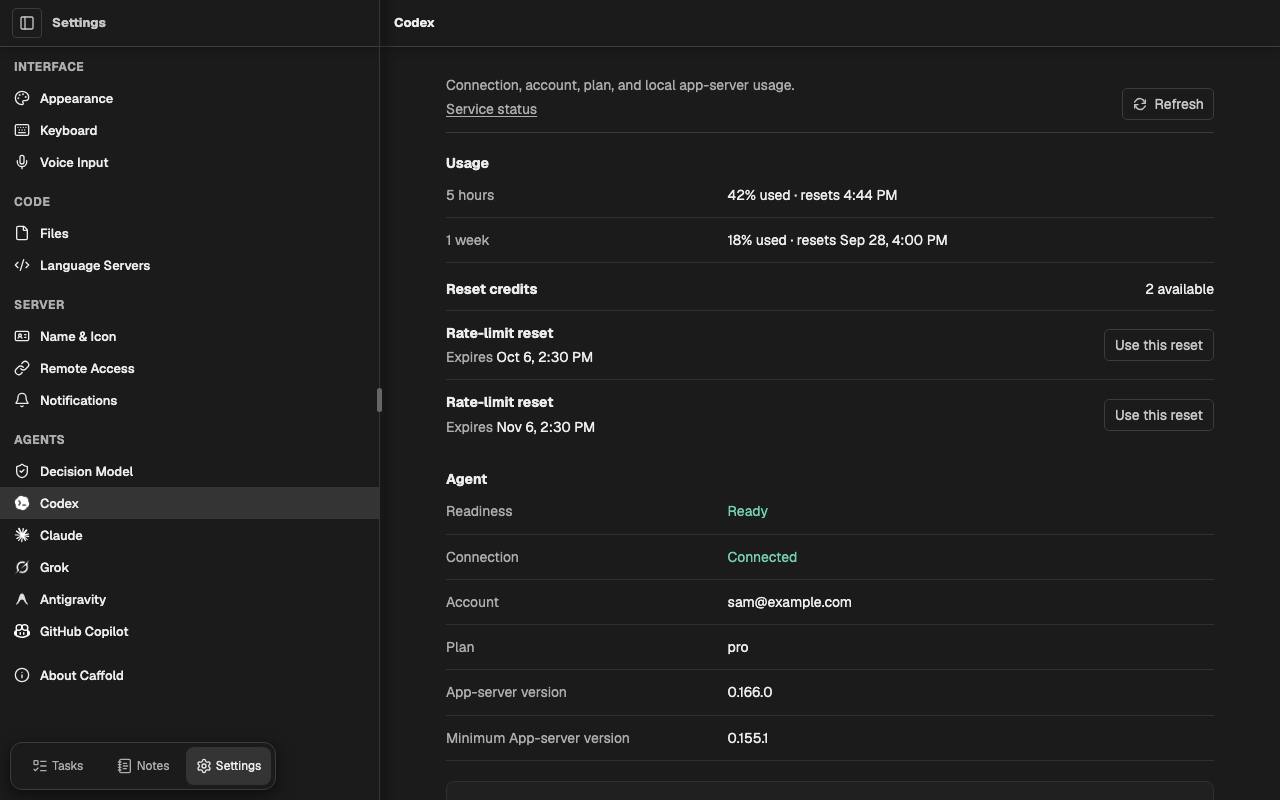 Settings
INTERFACE
Appearance
Keyboard
Voice Input
CODE
Files
Language Servers
SERVER
Name & Icon
Remote Access
Notifications
AGENTS
Decision Model
Codex
Claude
Grok
Antigravity
GitHub Copilot
About Caffold
Tasks
Notes
Settings
Codex
Connection, account, plan, and local app-server usage.
Service status
Refresh
Usage
5 hours 42% used · resets 4:44 PM
1 week 18% used · resets Sep 28, 4:00 PM
Reset credits 2 available
Rate-limit reset
Expires Oct 6, 2:30 PM
Use this reset
Rate-limit reset
Expires Nov 6, 2:30 PM
Use this reset
Agent
Readiness Ready
Connection Connected
Account sam@example.com
Plan pro
App-server version 0.166.0
Minimum App-server version 0.155.1